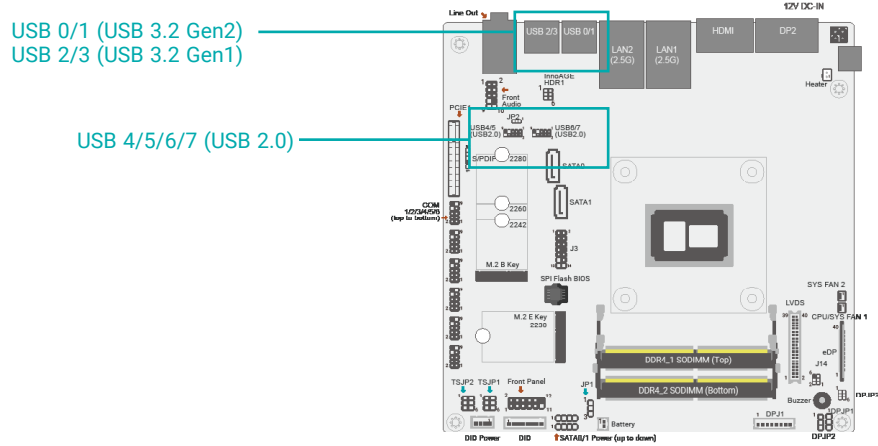 12V DC-IN
Line Out
USB 0/1 (USB 3.2 Gen2)
USB 2/3 (USB 3.2 Gen1)
USB 2/3
USB 0/1
LAN2
(2.5G)
LAN1
(2.5G)
HDMI
DP2
InnoAGE
HDR1
Heater
1
2
Front
Audio
PCIE1
JP2
USB4/5
(USB2.0)
USB6/7
(USB2.0)
USB 4/5/6/7 (USB 2.0)
S/PDIF
2280
SATA0
SATA1
2260
2242
COM
1/2/3/4/5/6
(top to bottom)
J3
M.2 B Key
SPI Flash BIOS
SYS FAN 2
LVDS
CPU/SYS FAN 1
39
40
40
M.2 E Key
2230
eDP
J14
DDR4_1 SODIMM (Top)
DDR4_2 SODIMM (Bottom)
TSJP2
TSJP1
Front Panel
JP1
Buzzer
DPJP3
DPJP1
DPJ1
Battery
DID Power
DID
SATA0/1 Power (up to down)
DPJP2